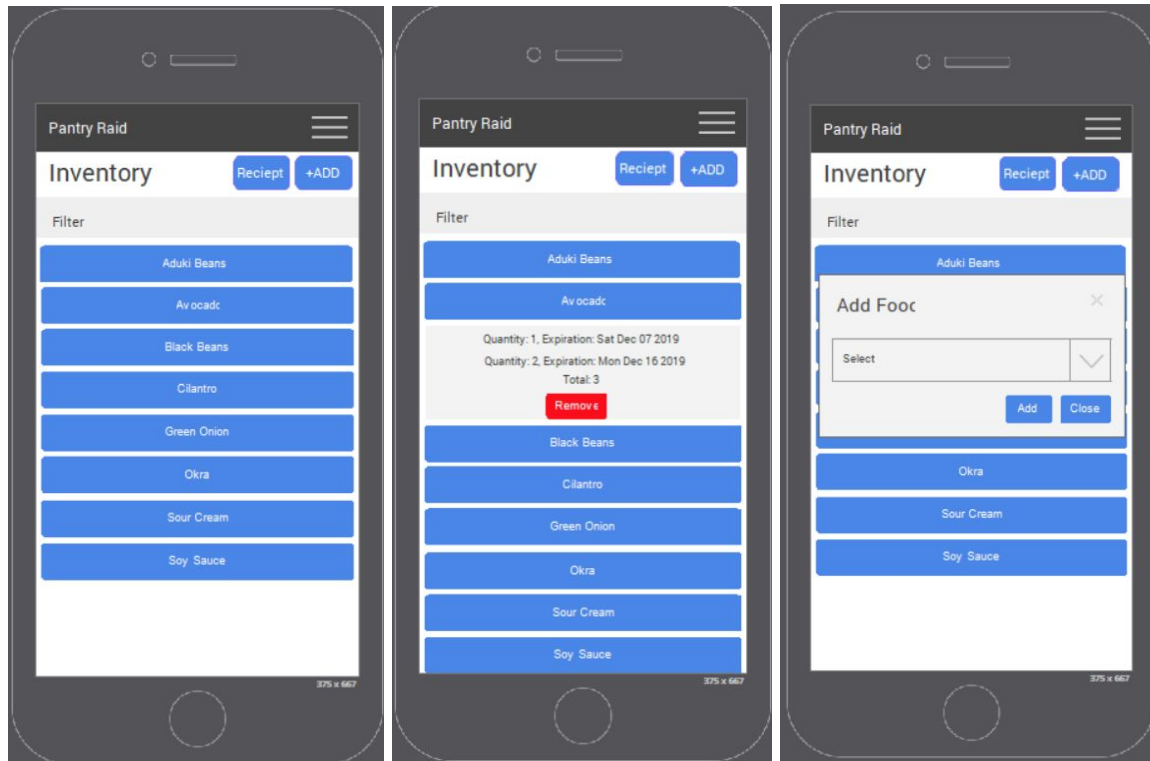 Pantry Raid
Inventory
Reciept
+ADD
Filter
Aduki Beans
Avocadc
Black Beans
Cilantro
Green Onion
Okra
Sour Cream
Soy Sauce
375 x 667
Pantry Raid
Inventory
Reciept
+ADD
Filter
Aduki Beans
Avocadc
Quantity: 1, Expiration: Sat Dec 07 2019
Quantity: 2, Expiration: Mon Dec 16 2019
Total: 3
Remove
Black Beans
Cilantro
Green Onion
Okra
Sour Cream
Soy Sauce
375 x 667
Pantry Raid
Inventory
Reciept
+ADD
Filter
Aduki Beans
Add Fooc
Select
Add
Close
Okra
Sour Cream
Soy Sauce
375 x 667